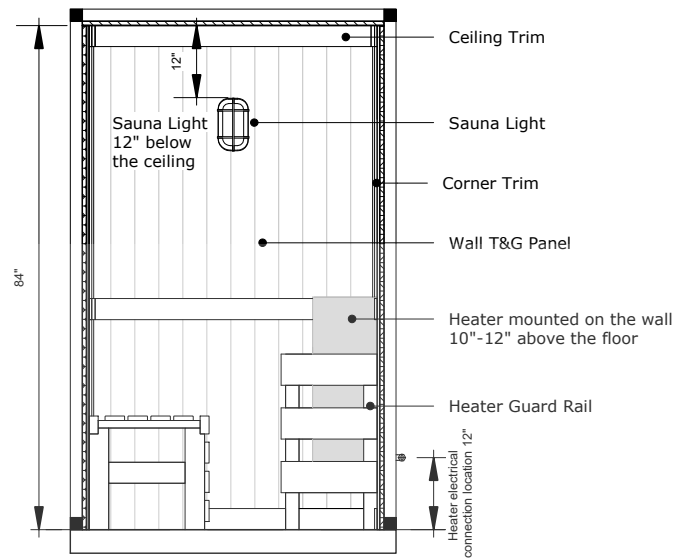 Ceiling Trim
12"
Sauna Light
12" below
the ceiling
Sauna Light
Corner Trim
Wall T&G Panel
84"
Heater mounted on the wall
10"-12" above the floor
Heater Guard Rail
Heater electrical
connection location 12"